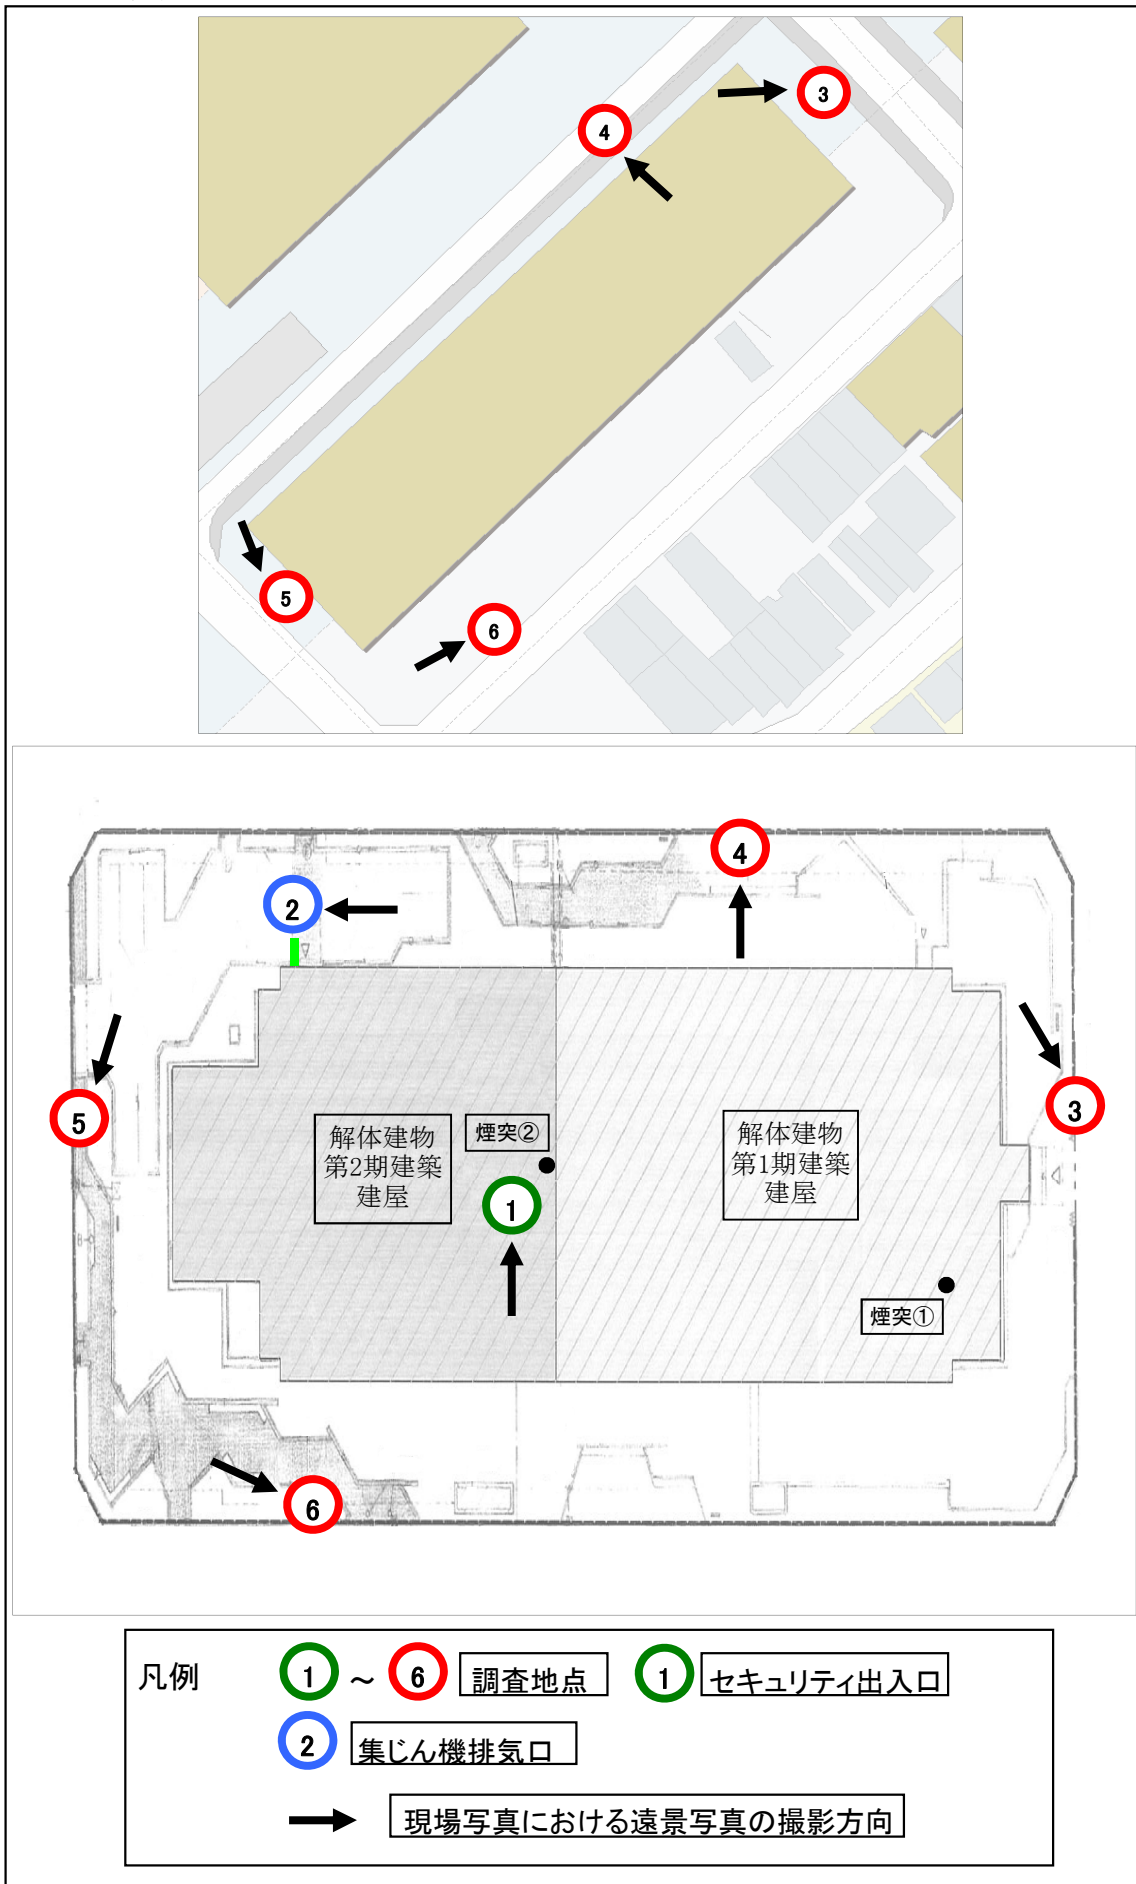 3
4
5
6
4
2
5
3
解体建物
第2期建築
建屋
煙突②
解体建物
第1期建築
建屋
1
煙突①
6
凡例
1 ～ 6 調査地点
1 セキュリティ出入口
2 集じん機排気口
現場写真における遠景写真の撮影方向